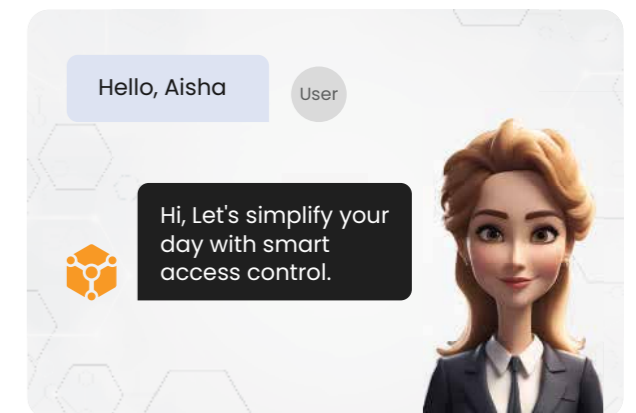 Hello, Aisha
User
Hi, Let's simplify your
day with smart
access control.